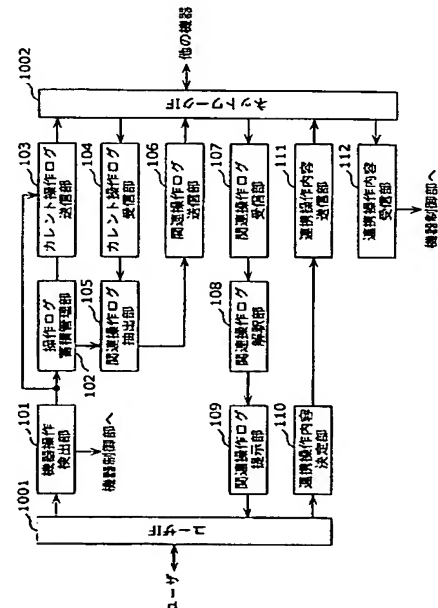 1001
ユーザIF
ユーザ
101
機器操作
検出部
機器制御部へ
操作ログ
蓄積管理部
102
103
カレント操作ログ
送信部
104
カレント操作ログ
受信部
105
関連操作ログ
抽出部
106
関連操作ログ
送信部
107
関連操作ログ
受信部
108
関連操作ログ
解釈部
109
関連操作ログ
提示部
110
連携操作内容
決定部
111
連携操作内容
送信部
112
連携操作内容
受信部
機器制御部へ
1002
ネットワークIF
他の機器